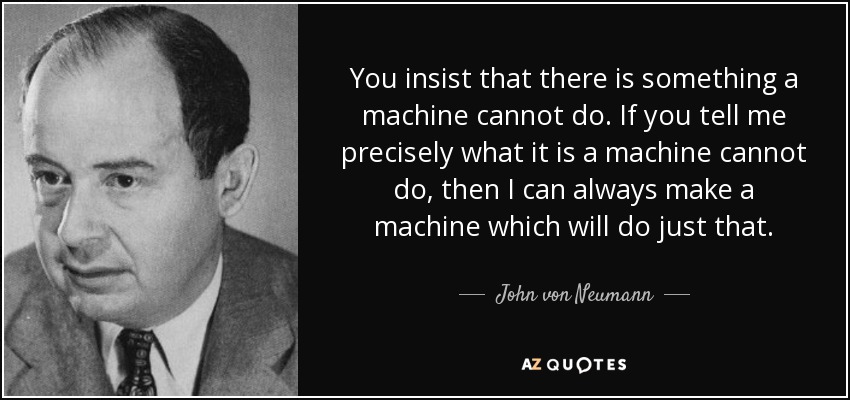 You insist that there is something a
machine cannot do. If you tell me
precisely what it is a machine cannot
do, then I can always make a
machine which will do just that.
John von Neumann
AZ QUOTES